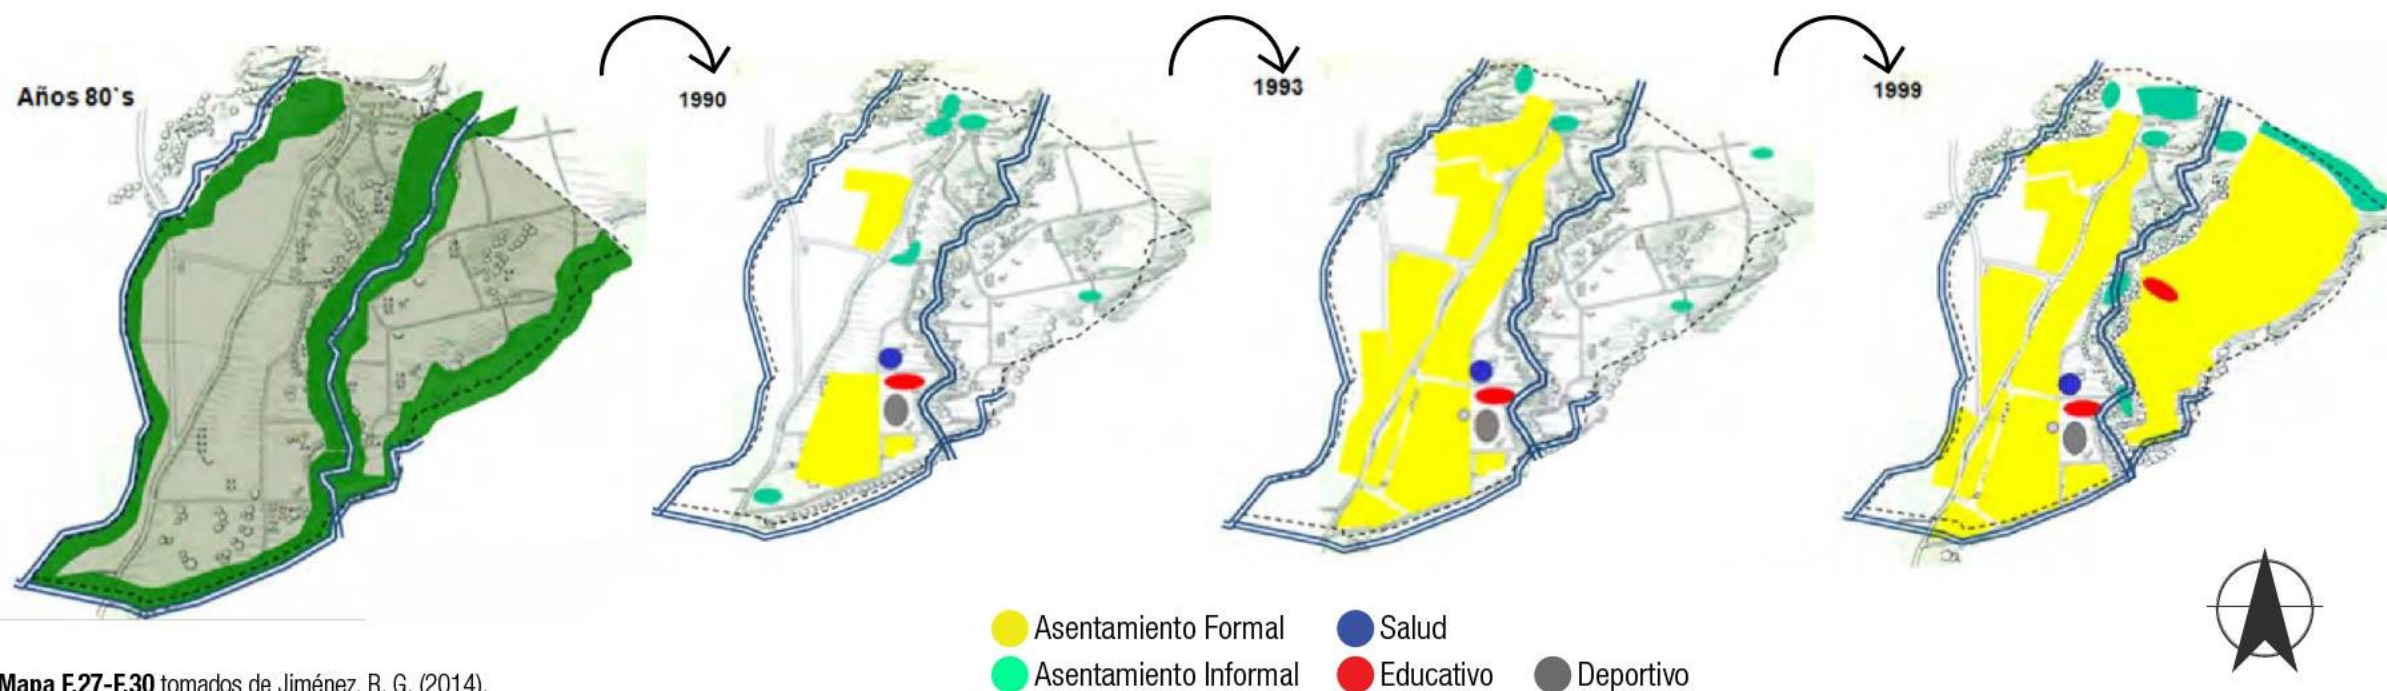 Años 80`s
1990
1993
1999
Asentamiento Formal
Salud
Asentamiento Informal
Educativo
Deportivo
Mapa F.27-F.30 tomados de Jiménez, B. G. (2014).